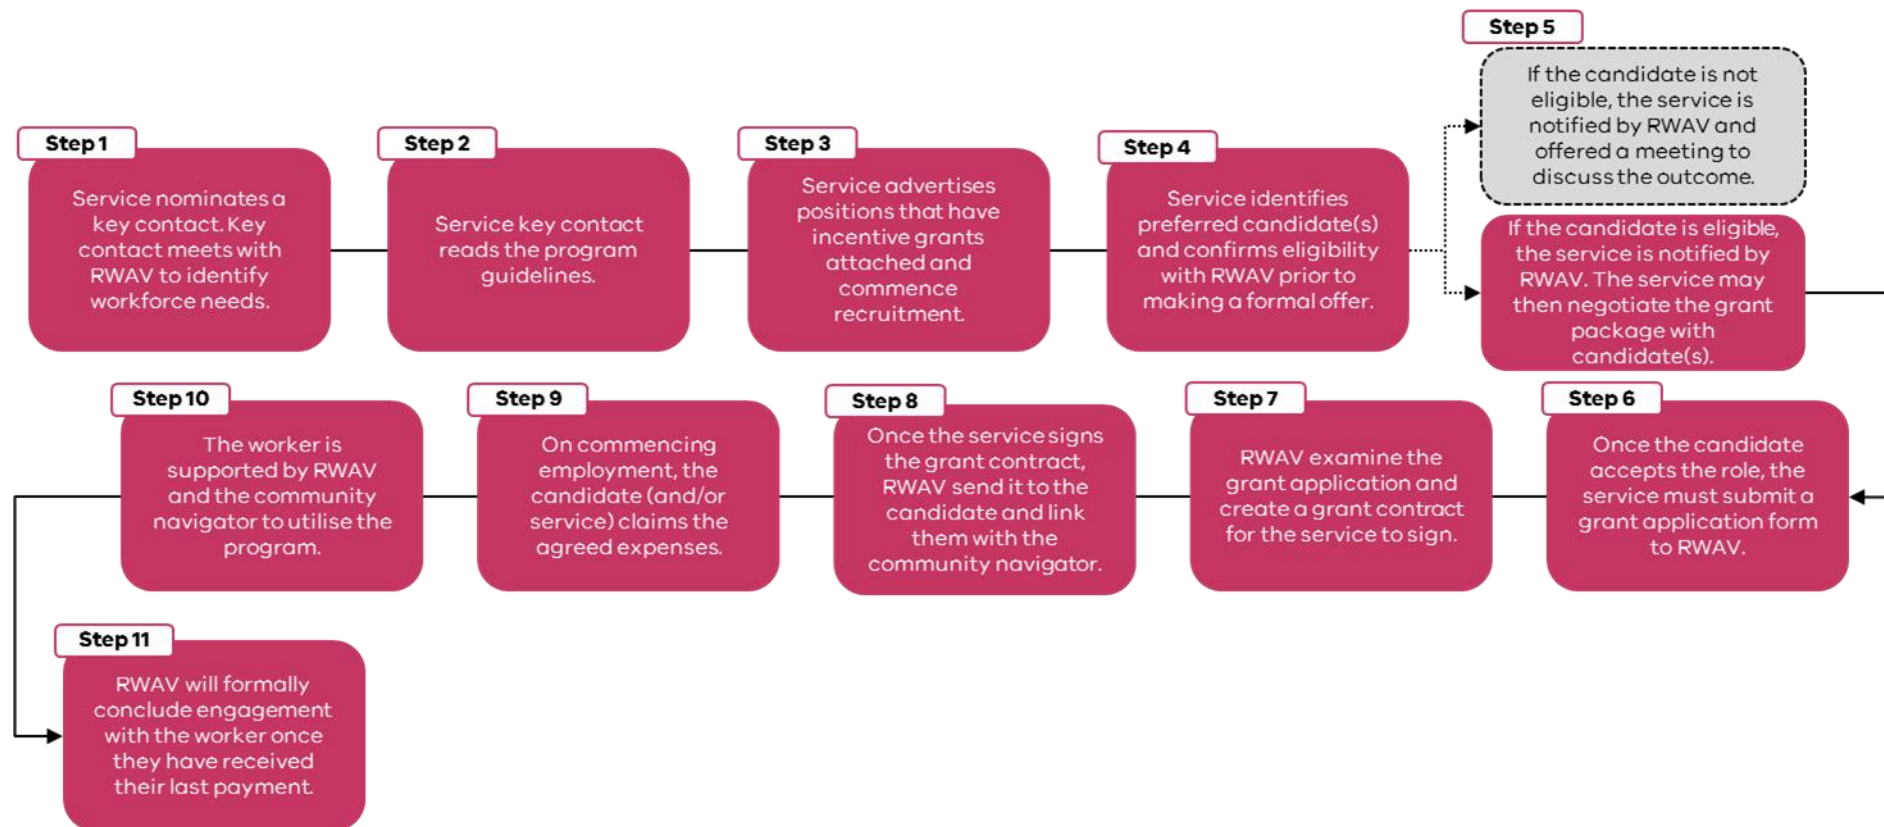 Step 1
Service nominates a
key contact. Key
contact meets with
RWAV to identify
workforce needs.
Step 2
Service key contact
reads the program
guidelines.
Step 3
Service advertises
positions that have
incentive grants
attached and
commence
recruitment.
Step 4
Service identifies
preferred candidate(s)
and confirms eligibility
with RWAV prior to
making a formal offer.
Step 5
If the candidate is not
eligible, the service is
notified by RWAV and
offered a meeting to
discuss the outcome.
If the candidate is eligible,
the service is notified by
RWAV. The service may
then negotiate the grant
package with
candidate(s).
Step 6
Once the candidate
accepts the role, the
service must submit a
grant application form
to RWAV.
Step 7
RWAV examine the
grant application and
create a grant contract
for the service to sign.
Step 8
Once the service signs
the grant contract,
RWAV send it to the
candidate and link
them with the
community navigator.
Step 9
On commencing
employment, the
candidate (and/or
service) claims the
agreed expenses.
Step 10
The worker is
supported by RWAV
and the community
navigator to utilise the
program.
Step 11
RWAV will formally
conclude engagement
with the worker once
they have received
their last payment.